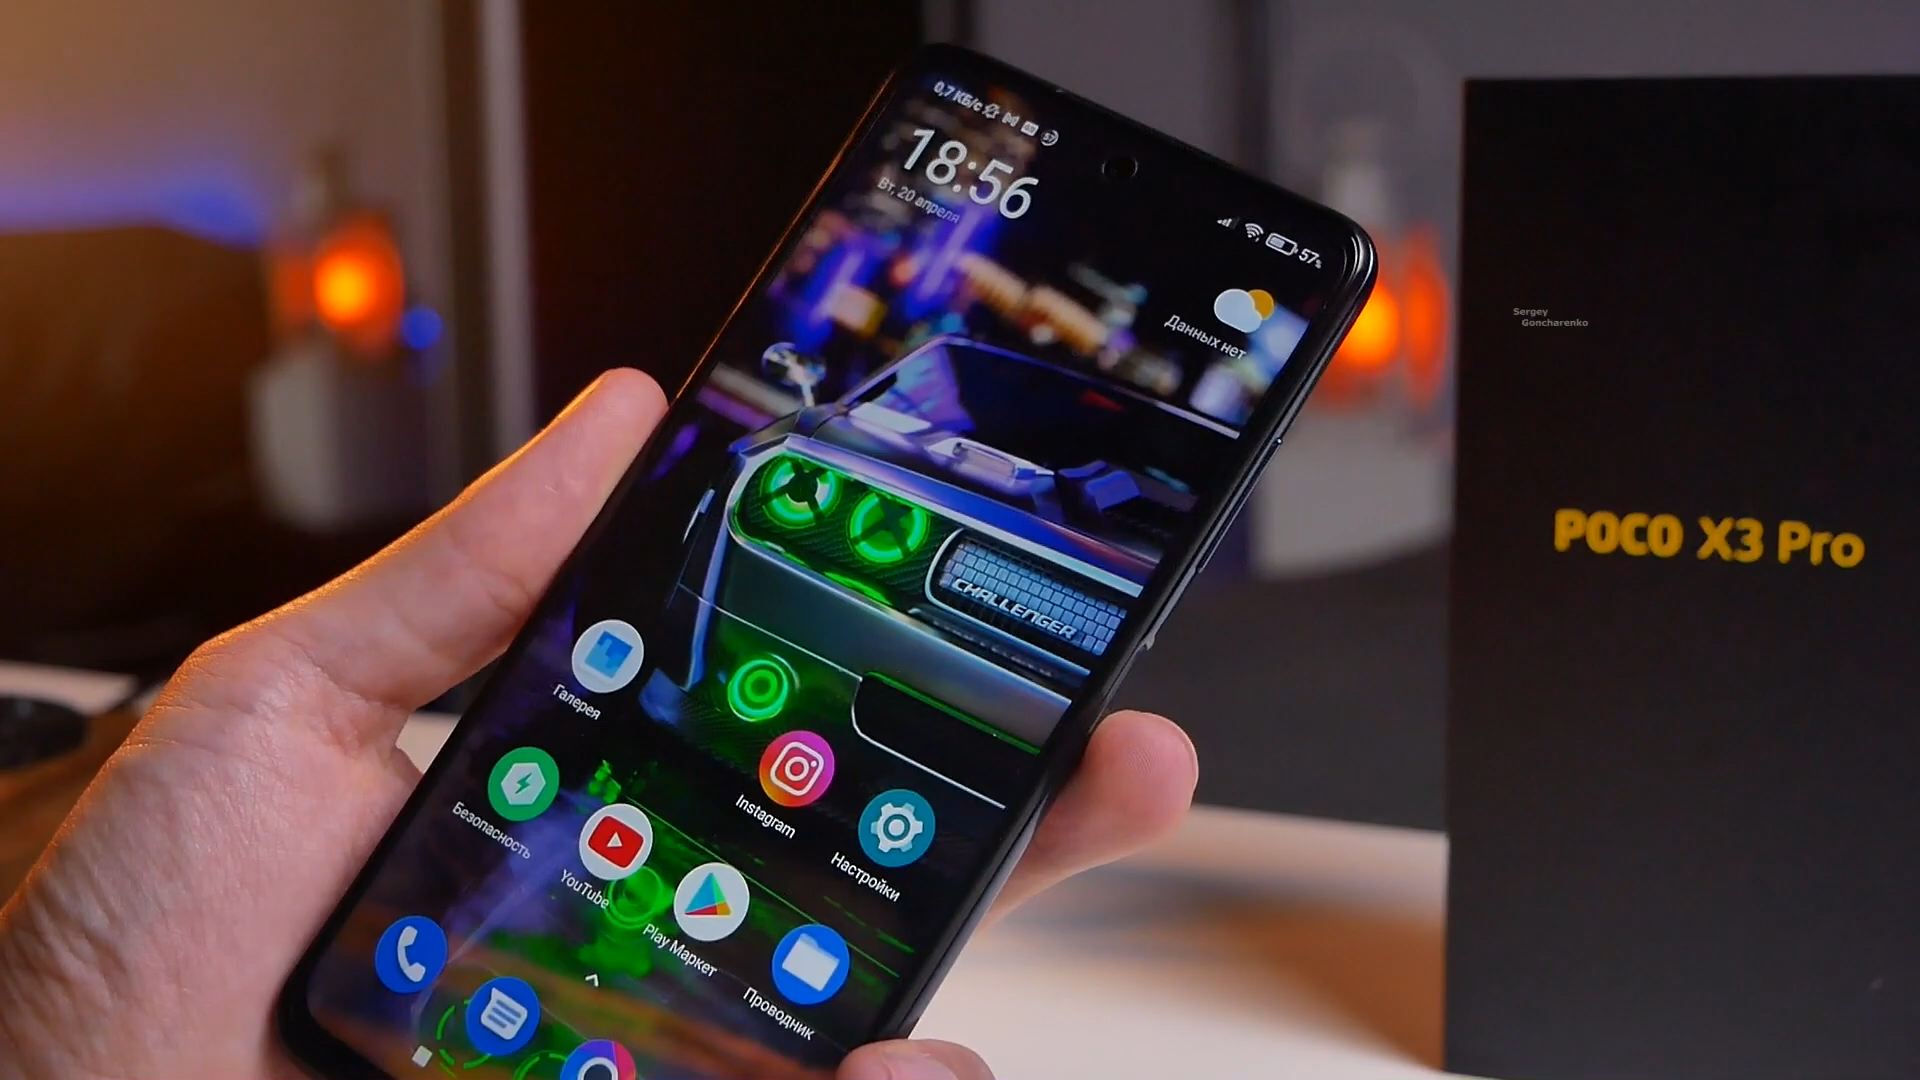 0,7 КБ/с
57
18:56
Вт, 20 апреля
57%
Данных нет
Sergey
Goncharenko
POCO X3 Pro
CHALLENGER
Галерея
Instagram
Безопасность
Настройки
YouTube
Play Маркет
Проводник